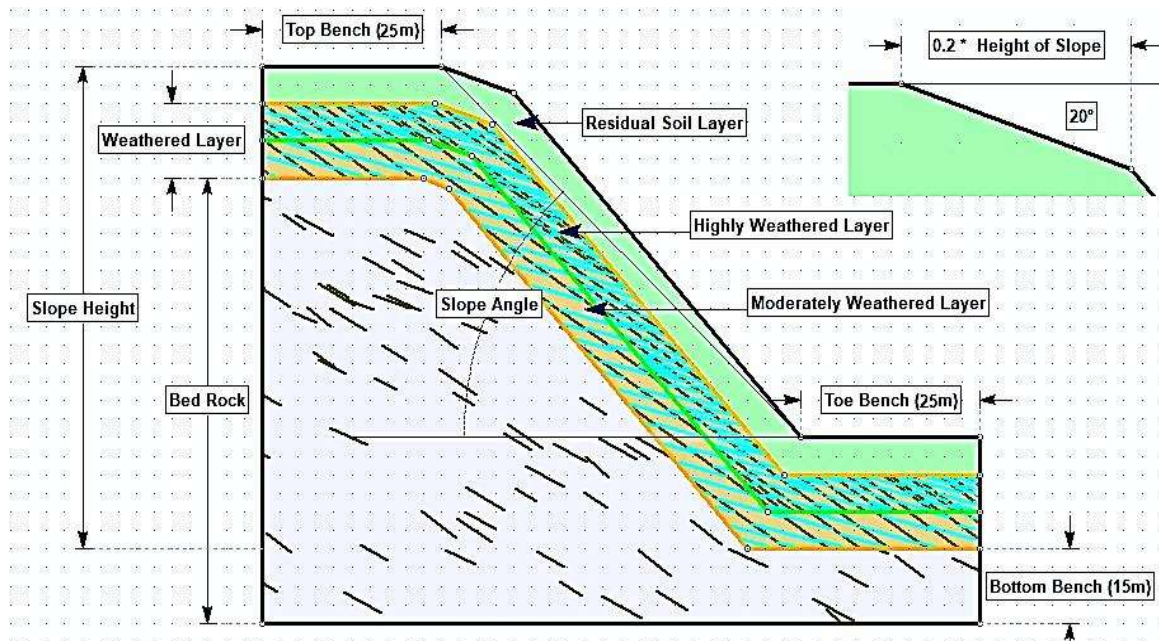 Top Bench (25m)
0.2 * Height of Slope
20°
Residual Soil Layer
Weathered Layer
Highly Weathered Layer
Slope Height
Slope Angle
Moderately Weathered Layer
Bed Rock
Toe Bench (25m)
Bottom Bench (15m)